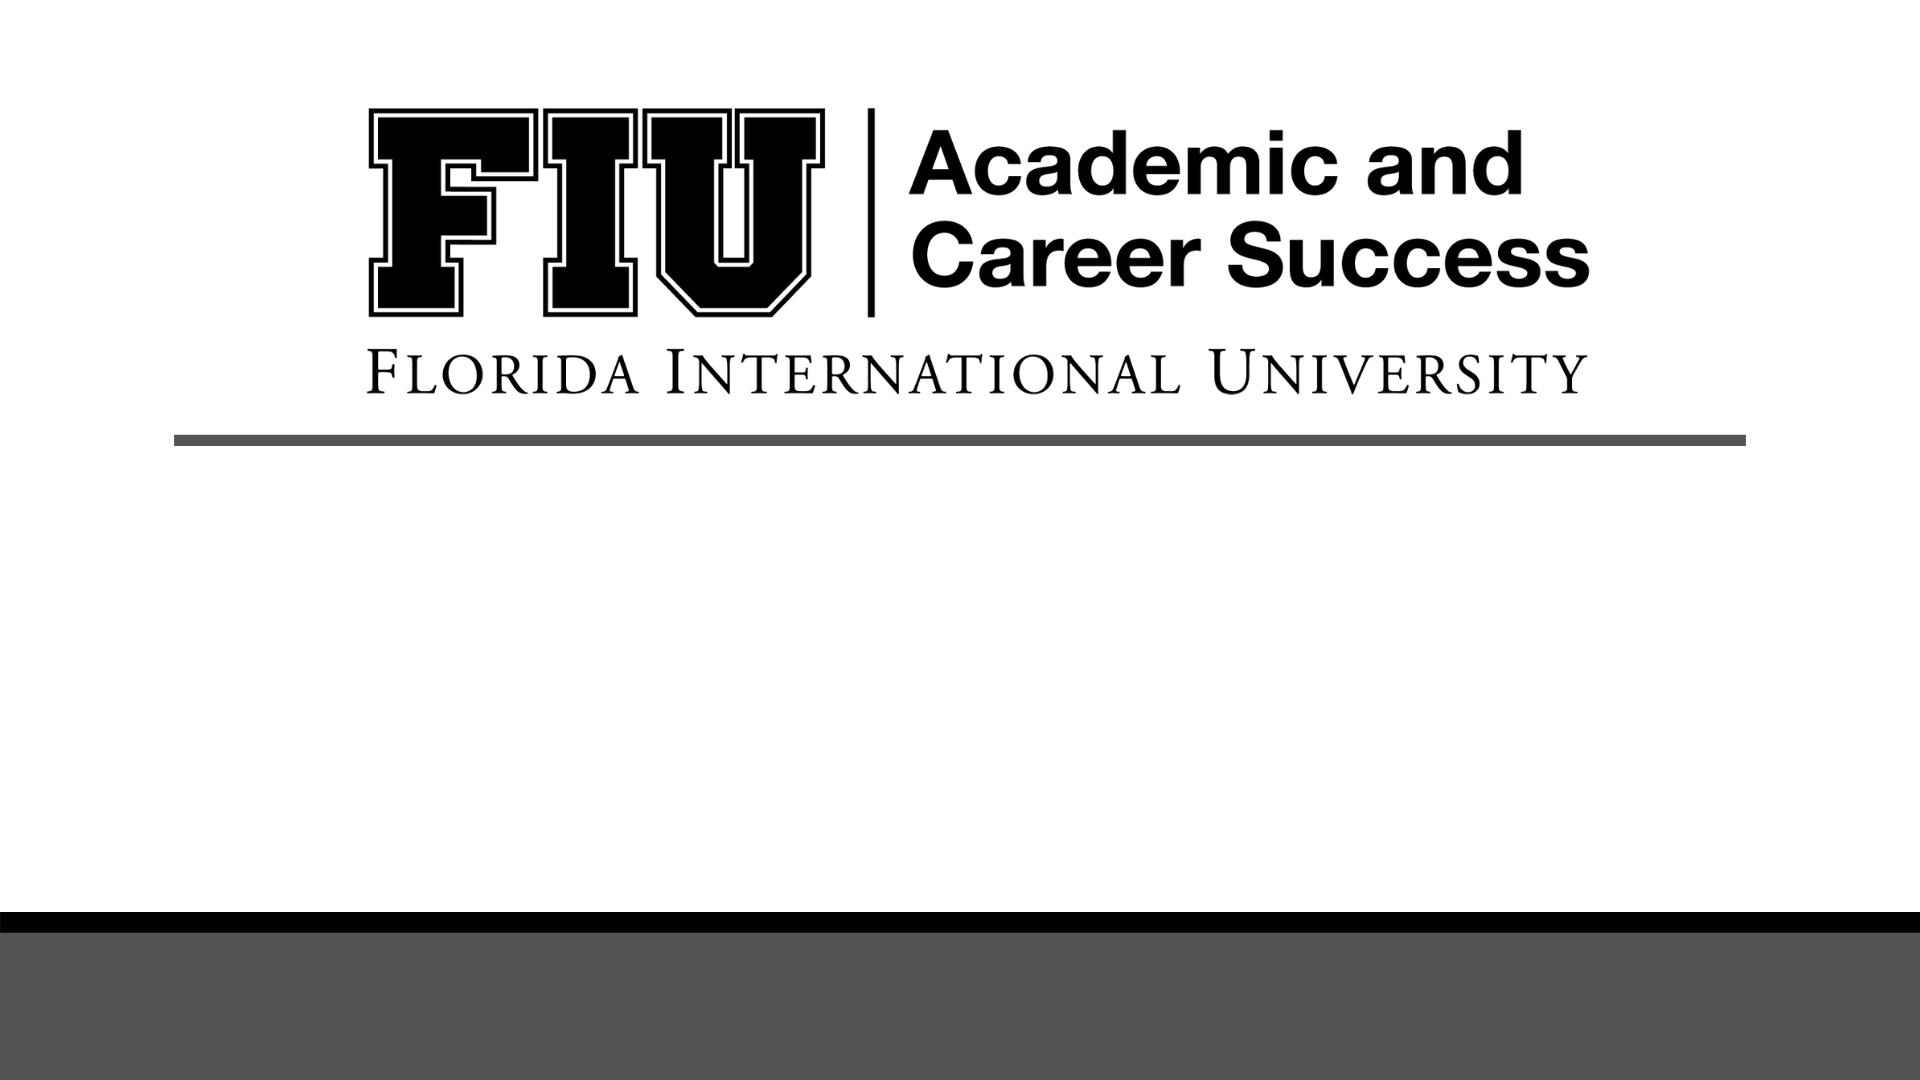 FIU
Academic and
Career Success
FLORIDA INTERNATIONAL UNIVERSITY